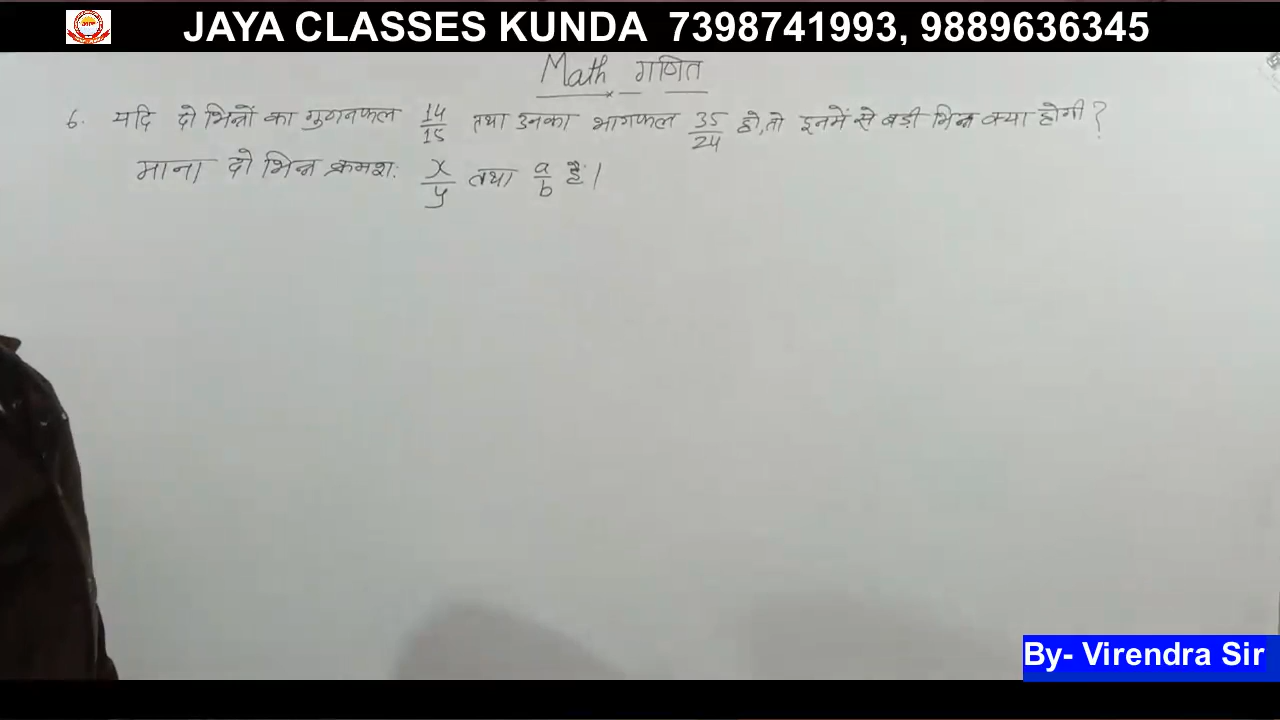 JAYA CLASSES KUNDA 7398741993, 9889636345
Math गणित
6. यदि दो भिन्नों का गुणनफल 14/15 तथा उनका भागफल 35/24 हो, तो इनमें से बड़ी भिन्न क्या होगी?
माना दो भिन्न क्रमशः x/y तथा a/b हैं।
By- Virendra Sir